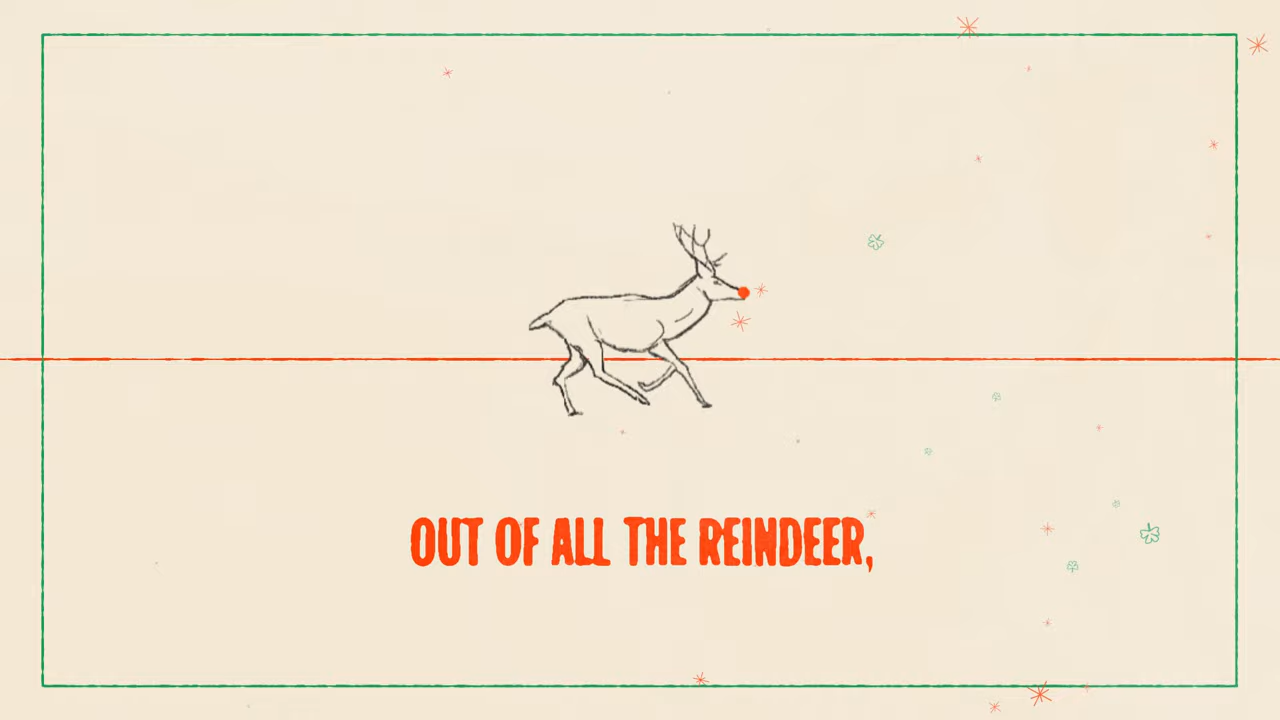 OUT OF ALL THE REINDEER,